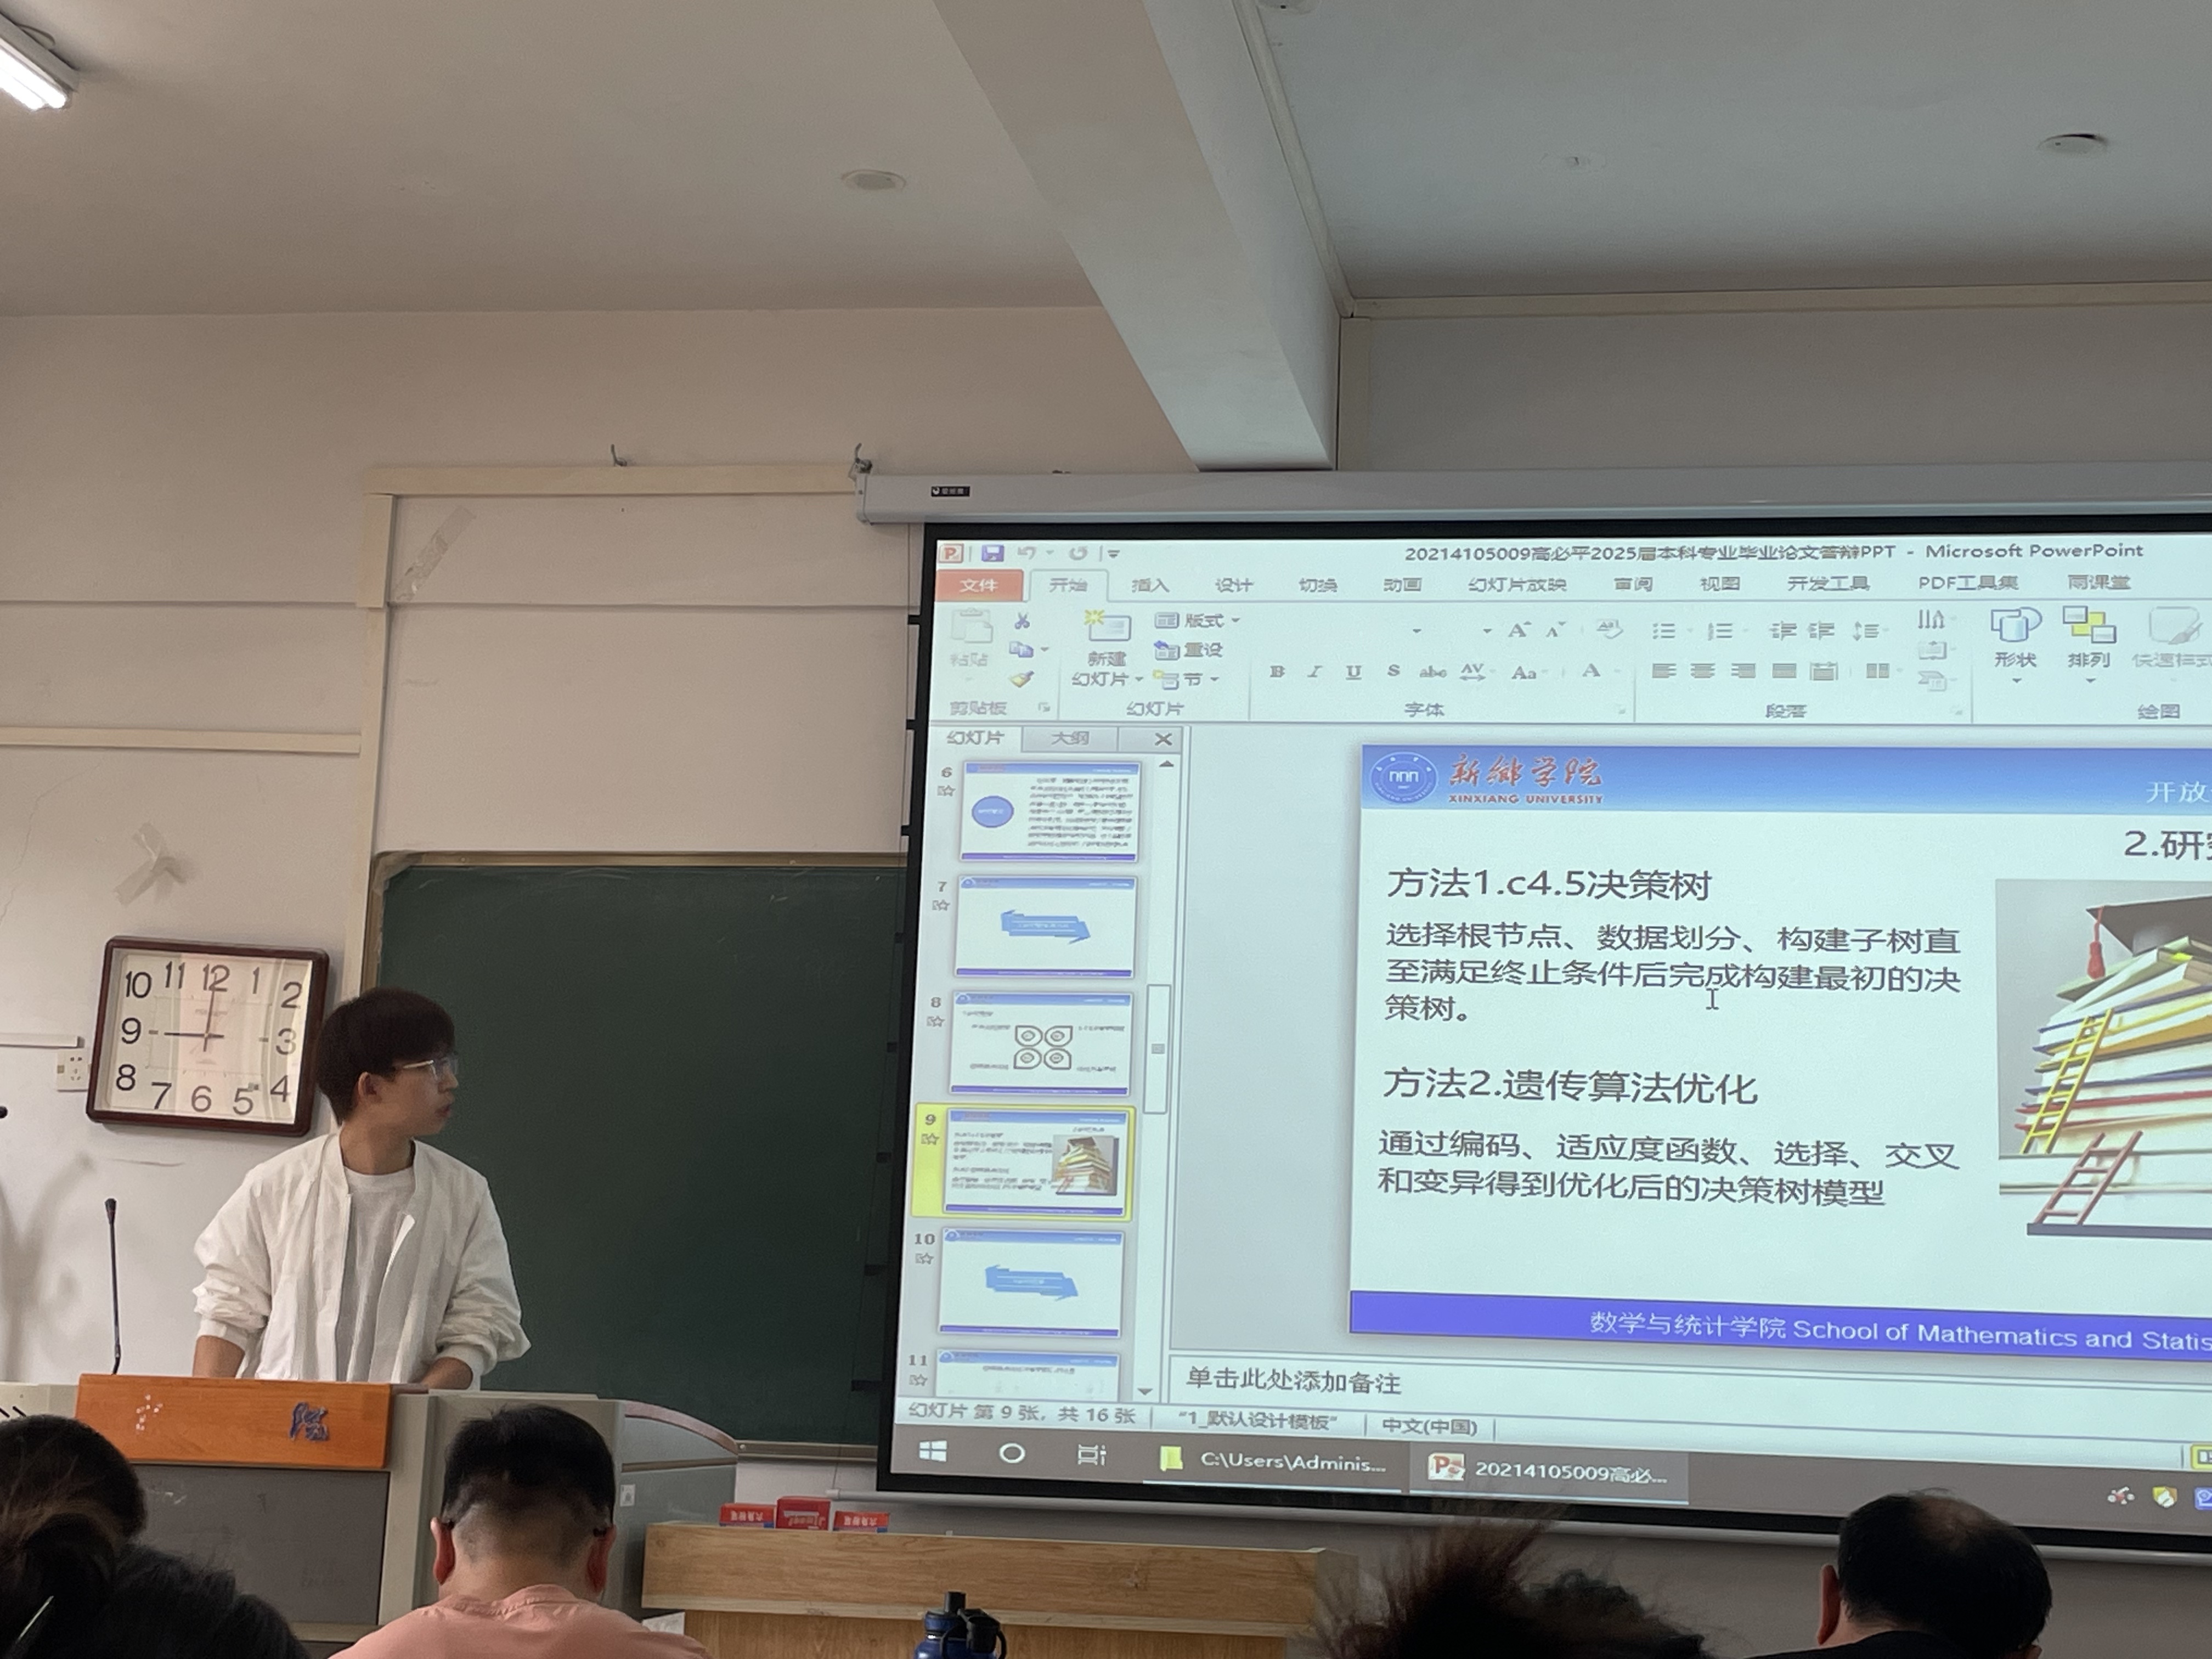 20214105009高必平2025届本科专业毕业论文答辩PPT - Microsoft PowerPoint
文件 开始 插入 设计 切换 动画 幻灯片放映 审阅 视图 开发工具 PDF工具集 雨课堂
粘贴 新建 幻灯片 版式 重设 节
B I U S abc AV Aa A
形状 排列 快速样式
剪贴板 幻灯片 字体 段落 绘图
幻灯片 大纲
6
7
8
9
10
11
新乡学院
XINXIANG UNIVERSITY
开放
2.研究
方法1.c4.5决策树
选择根节点、数据划分、构建子树直
至满足终止条件后完成构建最初的决
策树。
方法2.遗传算法优化
通过编码、适应度函数、选择、交叉
和变异得到优化后的决策树模型
数学与统计学院 School of Mathematics and Statis
单击此处添加备注
幻灯片 第 9 张，共 16 张 "1_默认设计模板" 中文(中国)
C:\Users\Adminis... 20214105009高必...
12
11 1
10 2
9 3
8 4
7 6 5
院